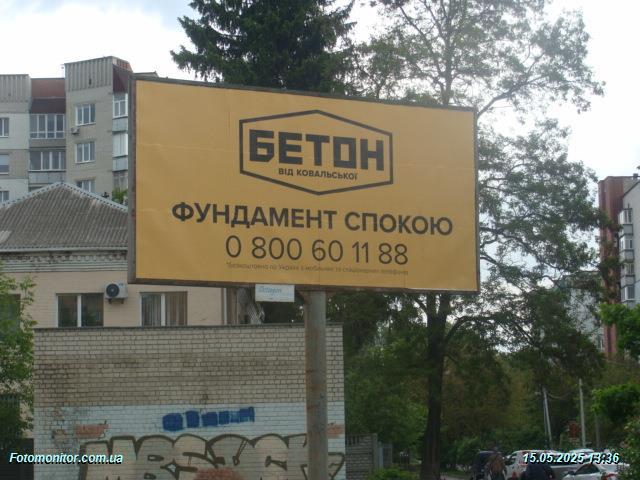 БЕТОН
ВІД КОВАЛЬСЬКОЇ
ФУНДАМЕНТ СПОКОЮ
0 800 60 11 88
*Безкоштовно по Україні з мобільних та стаціонарних телефонів
Octagon
Fotomonitor.com.ua
15.05.2025 13:36